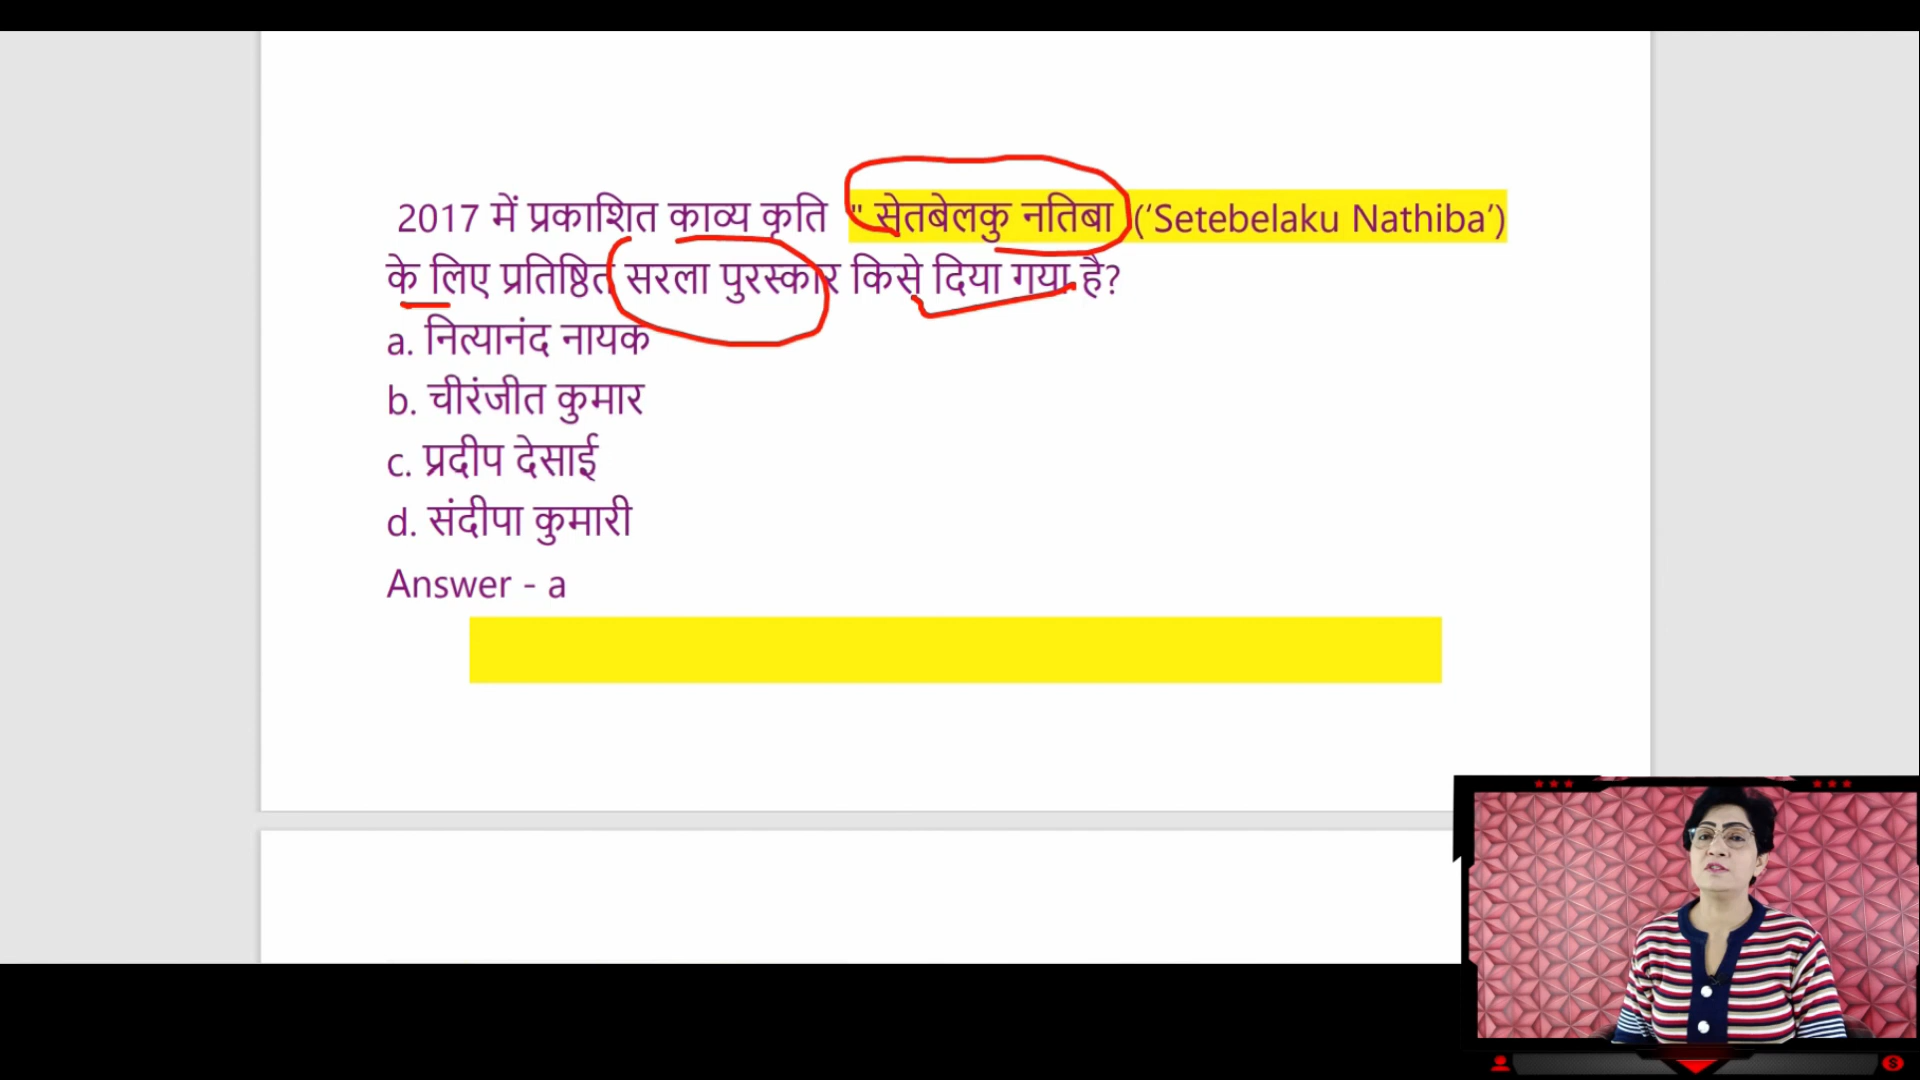 2017 में प्रकाशित काव्य कृति " सेतबेलकु नतिबा (‘Setebelaku Nathiba’)
के लिए प्रतिष्ठित सरला पुरस्कार किसे दिया गया है?
a. नित्यानंद नायक
b. चीरंजीत कुमार
c. प्रदीप देसाई
d. संदीपा कुमारी
Answer - a